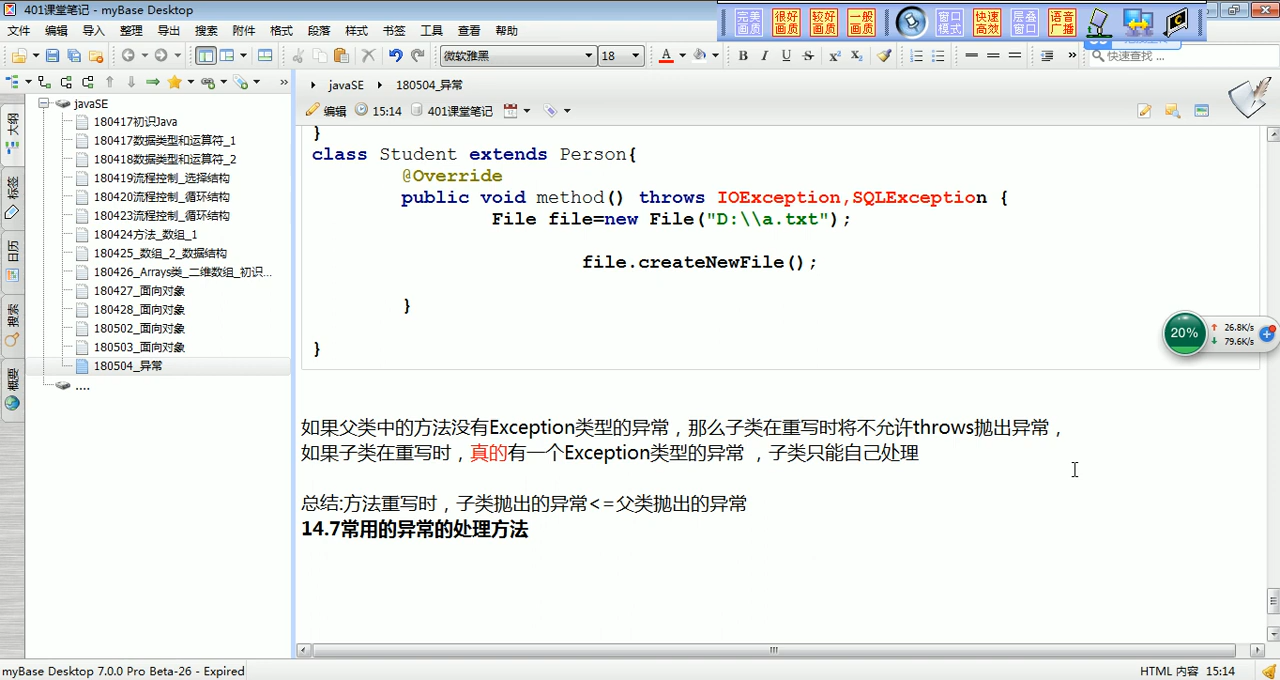 401课堂笔记 - myBase Desktop
文件 编辑 导入 整理 导出 搜索 附件 格式 段落 样式 书签 工具 查看 帮助
完美画质 很好画质 较好画质 一般画质 窗口模式 快速高效 层叠窗口 语音广播
微软雅黑 18
快速查找 ...
大纲
标签
日历
搜索
概要
javaSE
180417初识Java
180417数据类型和运算符_1
180418数据类型和运算符_2
180419流程控制_选择结构
180420流程控制_循环结构
180423流程控制_循环结构
180424方法_数组_1
180425_数组_2_数据结构
180426_Arrays类_二维数组_初识...
180427_面向对象
180428_面向对象
180502_面向对象
180503_面向对象
180504_异常
....
javaSE 180504_异常
编辑 15:14 401课堂笔记
}
class Student extends Person{
@Override
public void method() throws IOException,SQLException {
File file=new File("D:\\a.txt");
file.createNewFile();
}
}
20% 26.8K/s
79.6K/s
如果父类中的方法没有Exception类型的异常，那么子类在重写时将不允许throws抛出异常，
如果子类在重写时，真的有一个Exception类型的异常 ，子类只能自己处理
总结:方法重写时，子类抛出的异常<=父类抛出的异常
14.7常用的异常的处理方法
myBase Desktop 7.0.0 Pro Beta-26 - Expired
HTML 内容 15:14